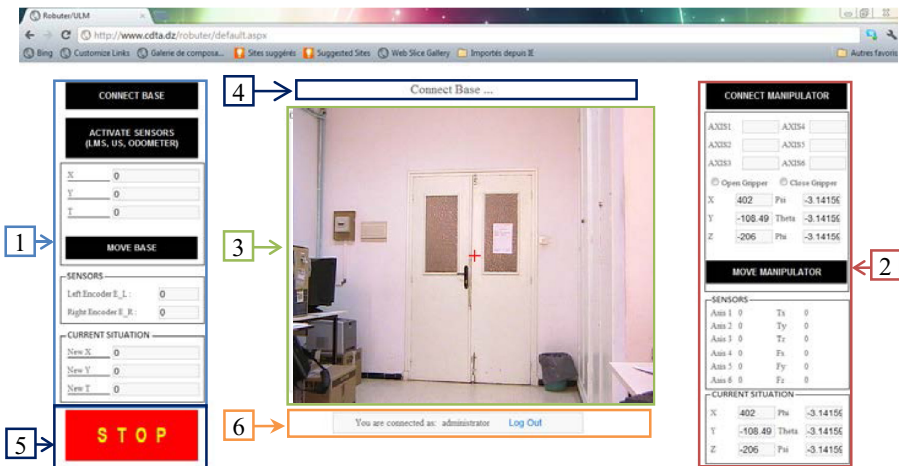 Robuter/ULM
http://www.cdta.dz/robuter/default.aspx
Bing Customize Links Galerie de composa... Sites suggérés Suggested Sites Web Slice Gallery Importés depuis IE Autres favoris
1
CONNECT BASE
ACTIVATE SENSORS
(LMS, US, ODOMETER)
X 0
Y 0
T 0
MOVE BASE
SENSORS
Left Encoder E_L : 0
Right Encoder E_R : 0
CURRENT SITUATION
New X 0
New Y 0
New T 0
5
STOP
4
Connect Base ...
3
6
You are connected as: administrator Log Out
2
CONNECT MANIPULATOR
AXIS1 AXIS4
AXIS2 AXIS5
AXIS3 AXIS6
Open Gripper Close Gripper
X 402 Psi -3.14159
Y -108.49 Theta -3.14159
Z -206 Phi -3.14159
MOVE MANIPULATOR
SENSORS
Axis 1 0 Tx 0
Axis 2 0 Ty 0
Axis 3 0 Tz 0
Axis 4 0 Fx 0
Axis 5 0 Fy 0
Axis 6 0 Fz 0
CURRENT SITUATION
X 402 Phi -3.14159
Y -108.49 Theta -3.14159
Z -206 Psi -3.14159